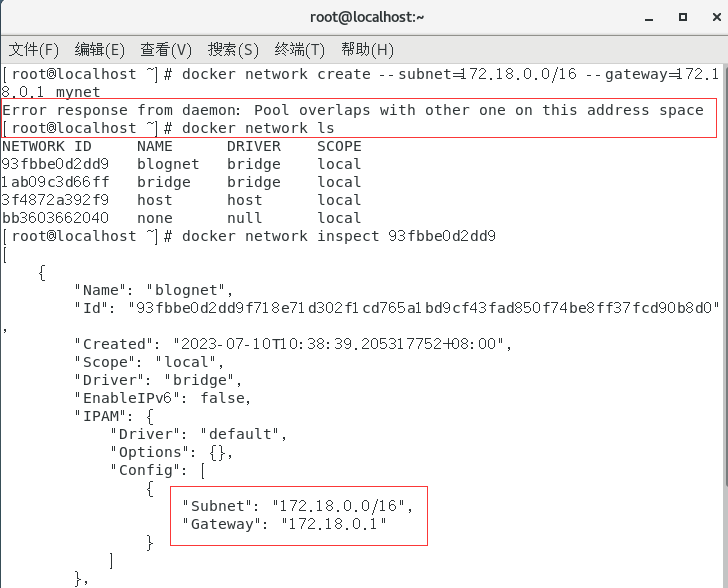 root@localhost:~
文件(F) 编辑(E) 查看(V) 搜索(S) 终端(T) 帮助(H)
[root@localhost ~]# docker network create --subnet=172.18.0.0/16 --gateway=172.1
8.0.1 mynet
Error response from daemon: Pool overlaps with other one on this address space
[root@localhost ~]# docker network ls
NETWORK ID     NAME      DRIVER    SCOPE
93fbbe0d2dd9   blognet   bridge    local
1ab09c3d66ff   bridge    bridge    local
3f4872a392f9   host      host      local
bb3603662040   none      null      local
[root@localhost ~]# docker network inspect 93fbbe0d2dd9
[
    {
        "Name": "blognet",
        "Id": "93fbbe0d2dd9f718e71d302f1cd765a1bd9cf43fad850f74be8ff37fcd90b8d0"
,
        "Created": "2023-07-10T10:38:39.205317752+08:00",
        "Scope": "local",
        "Driver": "bridge",
        "EnableIPv6": false,
        "IPAM": {
            "Driver": "default",
            "Options": {},
            "Config": [
                {
                    "Subnet": "172.18.0.0/16",
                    "Gateway": "172.18.0.1"
                }
            ]
        },